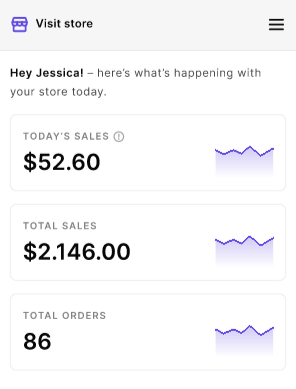 Visit store
Hey Jessica! – here's what's happening with
your store today.
TODAY'S SALES
$52.60
TOTAL SALES
$2.146.00
TOTAL ORDERS
86